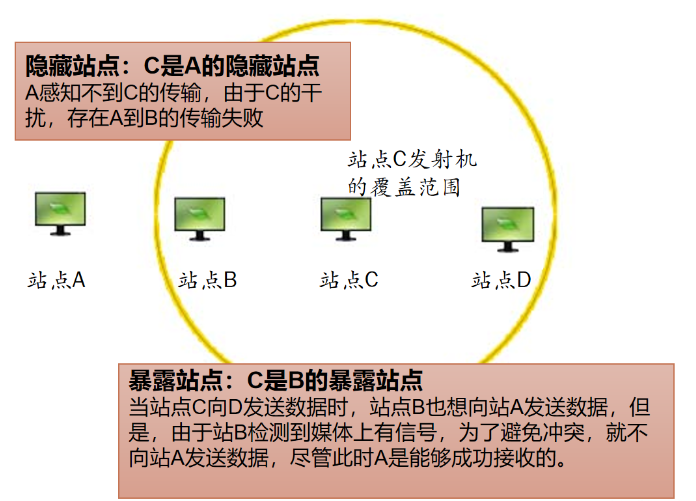 隐藏站点：C是A的隐藏站点
A感知不到C的传输，由于C的干
扰，存在A到B的传输失败
站点C发射机
的覆盖范围
站点A
站点B
站点C
站点D
暴露站点：C是B的暴露站点
当站点C向D发送数据时，站点B也想向站A发送数据，但
是，由于站B检测到媒体上有信号，为了避免冲突，就不
向站A发送数据，尽管此时A是能够成功接收的。